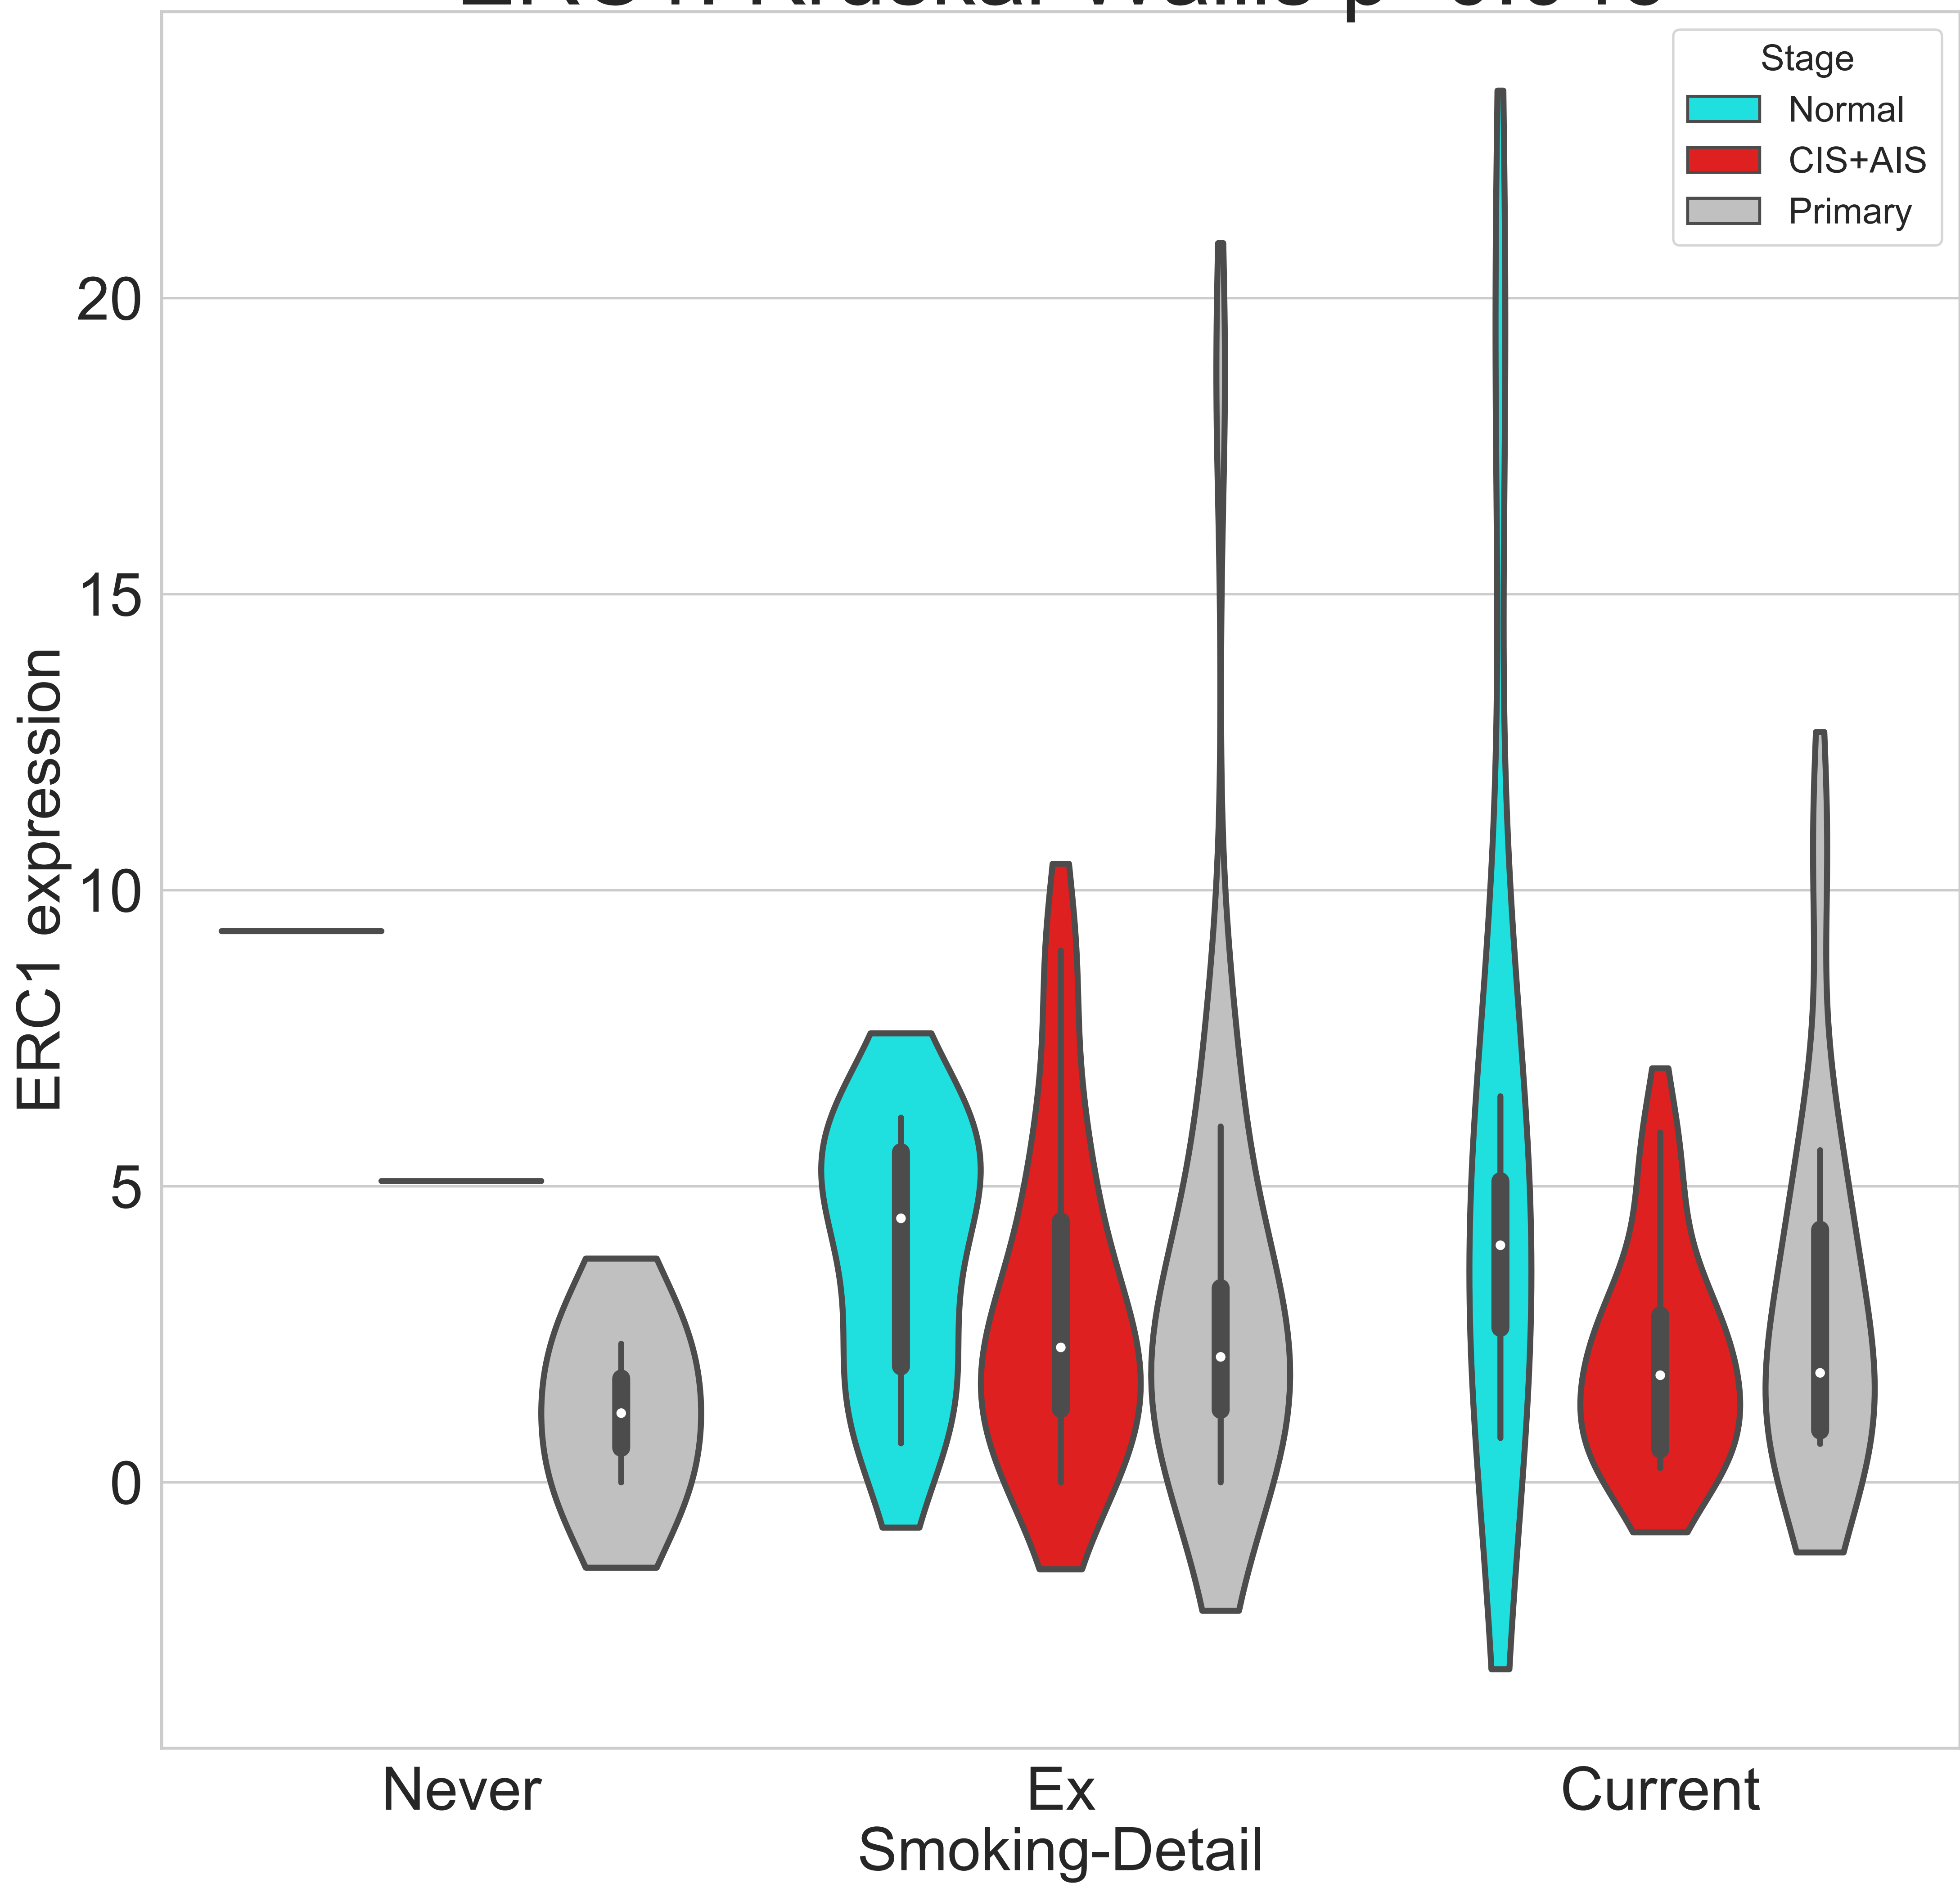 Stage
Normal
CIS+AIS
Primary
20
15
10
5
0
ERC1 expression
Never
Ex
Current
Smoking-Detail